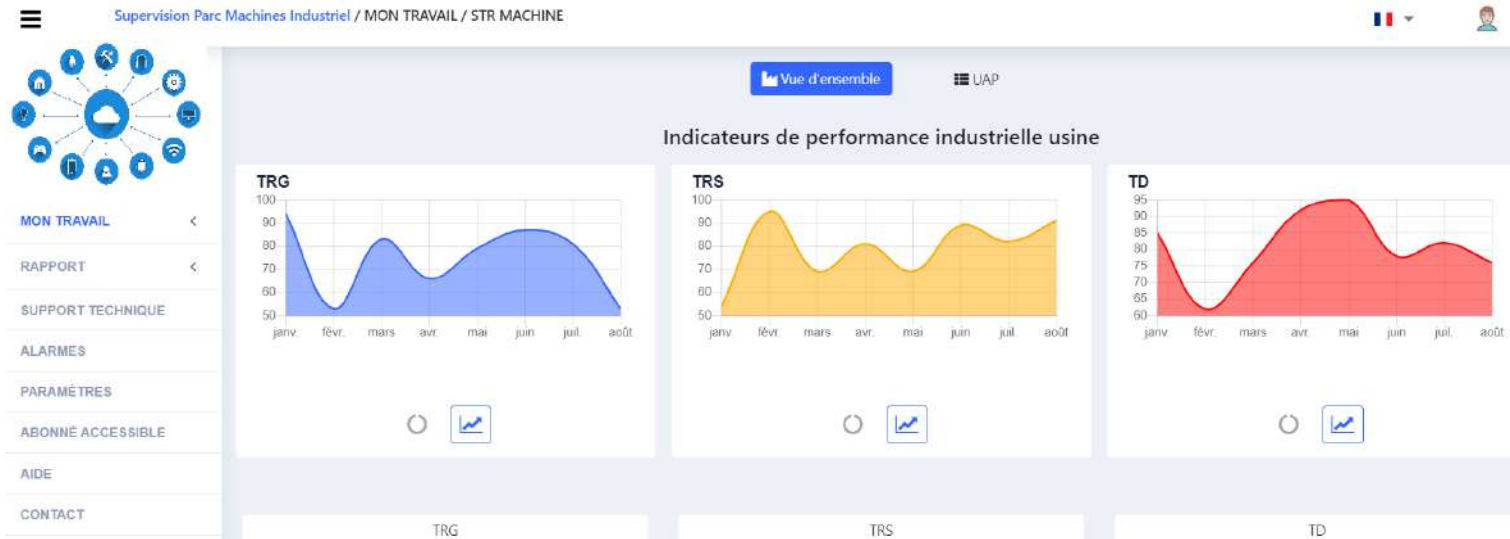 Supervision Parc Machines Industriel / MON TRAVAIL / STR MACHINE
Vue d'ensemble
UAP
Indicateurs de performance industrielle usine
MON TRAVAIL
RAPPORT
SUPPORT TECHNIQUE
ALARMES
PARAMÈTRES
ABONNÉ ACCESSIBLE
AIDE
CONTACT
TRG
100
90
80
70
60
50
janv. févr. mars avr. mai juin juil. août
TRS
100
90
80
70
60
50
janv. févr. mars avr. mai juin juil. août
TD
95
90
85
80
75
70
65
60
janv. févr. mars avr. mai juin juil. août
TRG
TRS
TD